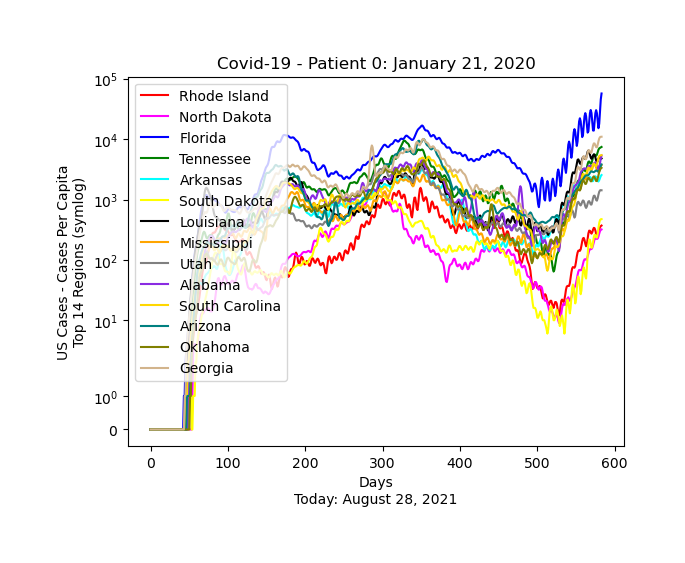 Covid-19 - Patient 0: January 21, 2020
US Cases - Cases Per Capita
Top 14 Regions (symlog)
10^5
10^4
10^3
10^2
10^1
10^0
0
Rhode Island
North Dakota
Florida
Tennessee
Arkansas
South Dakota
Louisiana
Mississippi
Utah
Alabama
South Carolina
Arizona
Oklahoma
Georgia
0 100 200 300 400 500 600
Days
Today: August 28, 2021